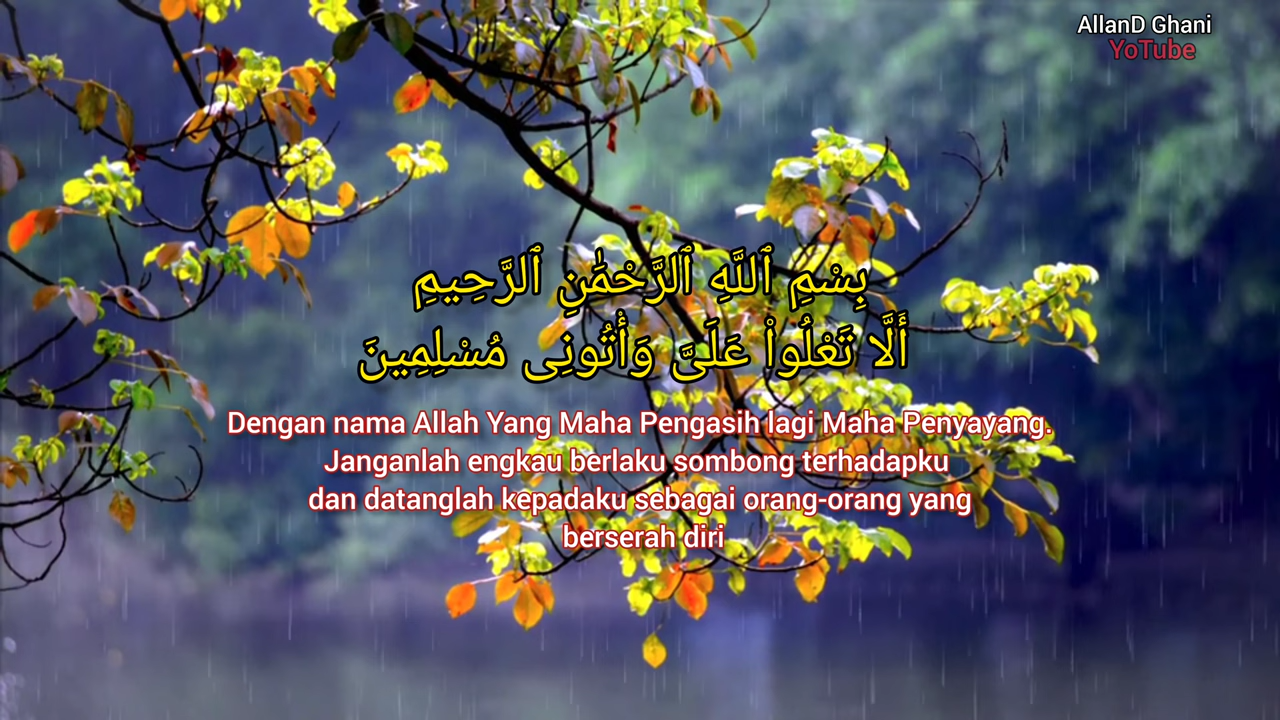 AllanD Ghani
YoTube
بِسْمِ ٱللَّهِ ٱلرَّحْمَٰنِ ٱلرَّحِيمِ
أَلَّا تَعْلُوا۟ عَلَىَّ وَأْتُونِى مُسْلِمِينَ
Dengan nama Allah Yang Maha Pengasih lagi Maha Penyayang.
Janganlah engkau berlaku sombong terhadapku
dan datanglah kepadaku sebagai orang-orang yang
berserah diri